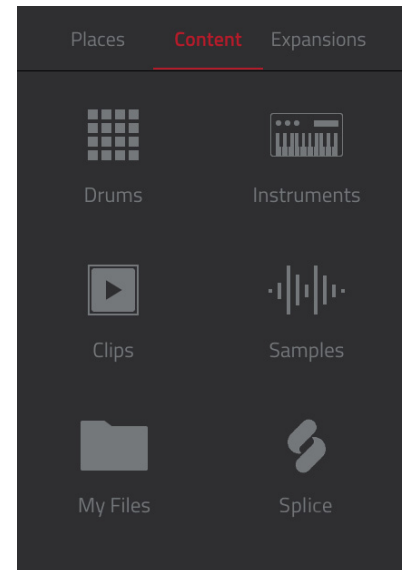 Places Content Expansions
Drums Instruments
Clips Samples
My Files Splice